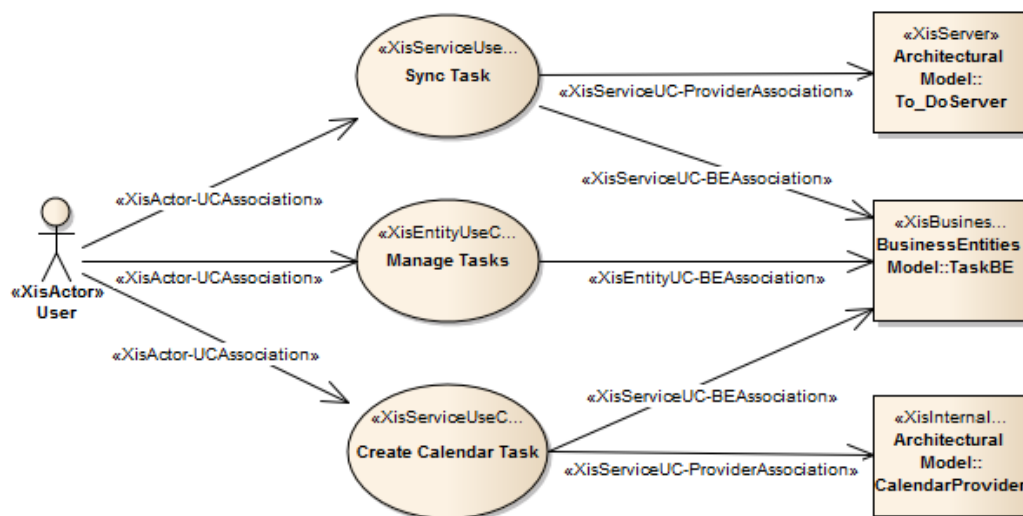 «XisServiceUse...
Sync Task
«XisServer»
Architectural
Model::
To_DoServer
«XisServiceUC-ProviderAssociation»
«XisServiceUC-BEAssociation»
«XisActor-UCAssociation»
«XisActor»
User
«XisActor-UCAssociation»
«XisEntityUseC...
Manage Tasks
«XisEntityUC-BEAssociation»
«XisBusines...
BusinessEntities
Model::TaskBE
«XisActor-UCAssociation»
«XisServiceUC-BEAssociation»
«XisServiceUseC...
Create Calendar Task
«XisServiceUC-ProviderAssociation»
«XisInternal...
Architectural
Model::
CalendarProvider